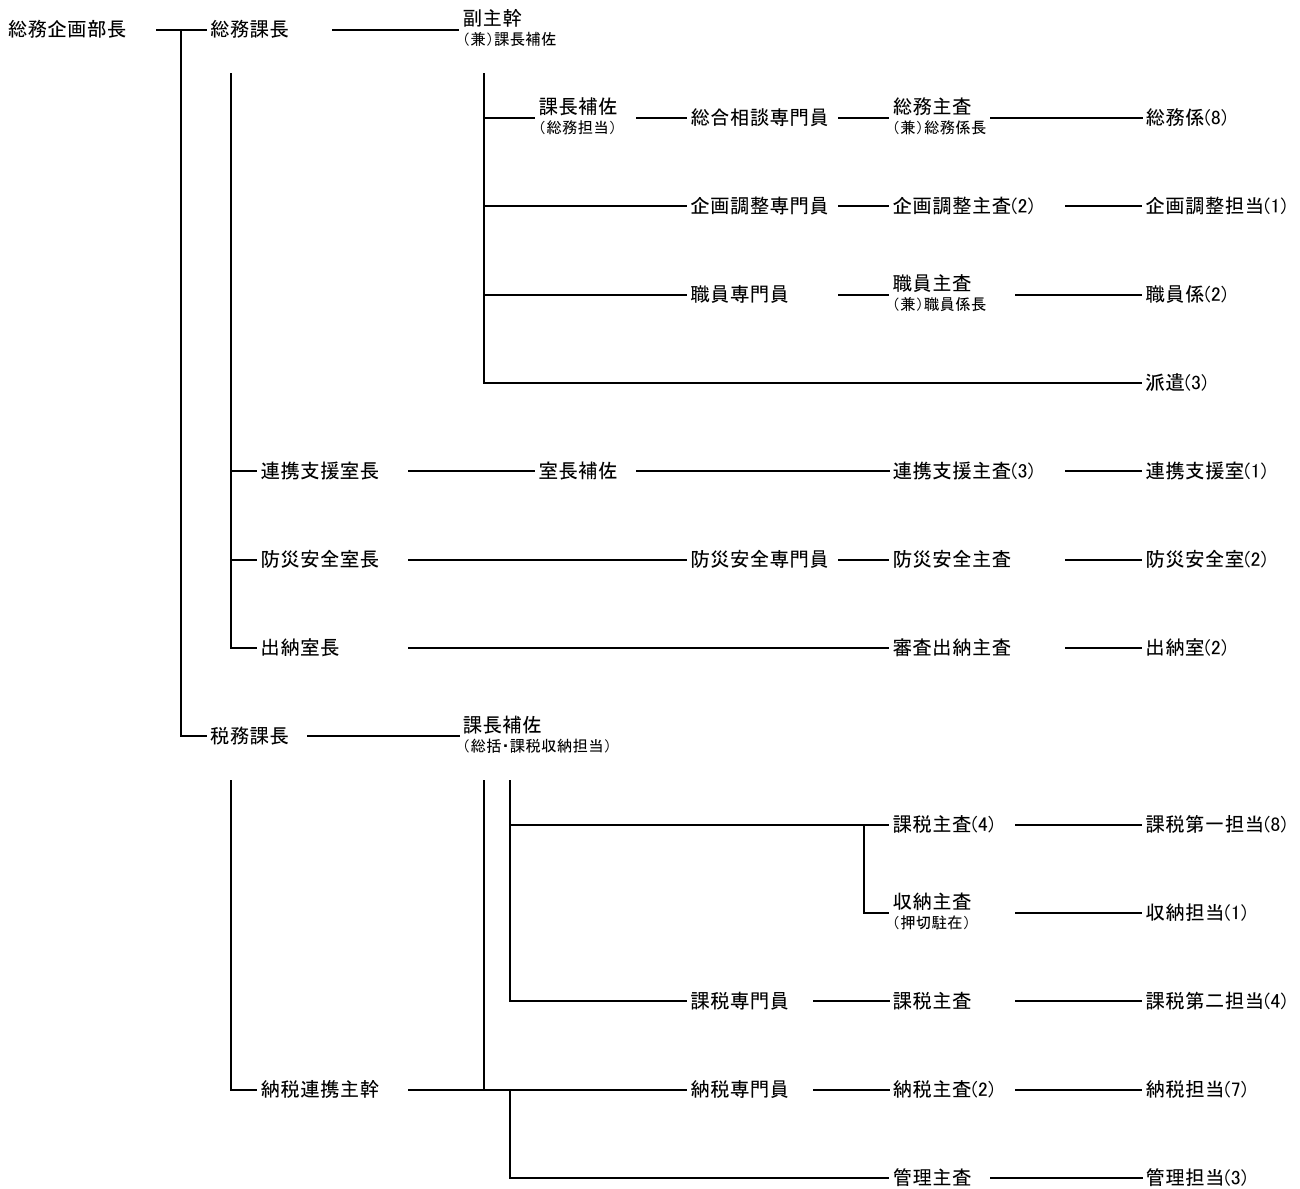 総務企画部長
総務課長
副主幹
(兼)課長補佐
課長補佐
(総務担当)
総合相談専門員
総務主査
(兼)総務係長
総務係(8)
企画調整専門員
企画調整主査(2)
企画調整担当(1)
職員専門員
職員主査
(兼)職員係長
職員係(2)
派遣(3)
連携支援室長
室長補佐
連携支援主査(3)
連携支援室(1)
防災安全室長
防災安全専門員
防災安全主査
防災安全室(2)
出納室長
審査出納主査
出納室(2)
税務課長
課長補佐
(総括・課税収納担当)
課税主査(4)
課税第一担当(8)
収納主査
(押切駐在)
収納担当(1)
課税専門員
課税主査
課税第二担当(4)
納税連携主幹
納税専門員
納税主査(2)
納税担当(7)
管理主査
管理担当(3)